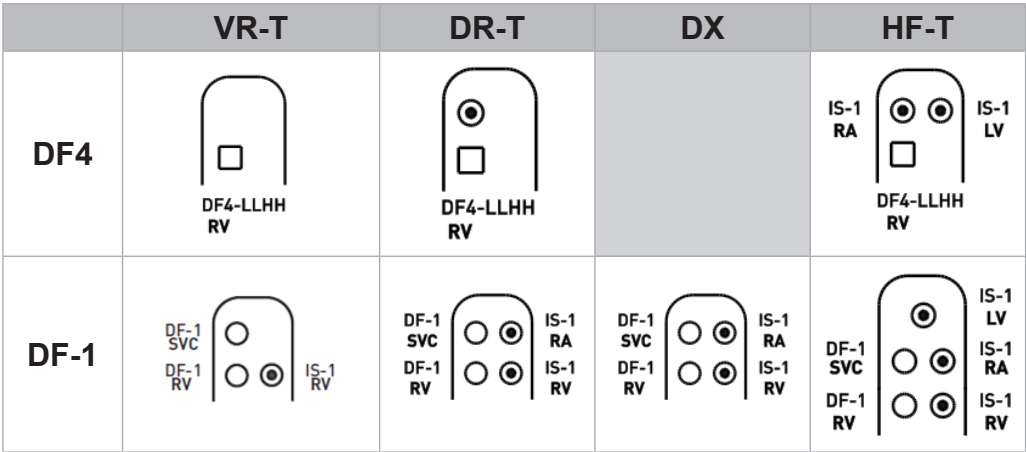 VR-T DR-T DX HF-T
DF4
DF4-LLHH
RV
DF4-LLHH
RV
IS-1
RA
IS-1
LV
DF4-LLHH
RV
DF-1
DF-1
SVC
DF-1
RV
IS-1
RV
DF-1
SVC
IS-1
RA
DF-1
RV
IS-1
RV
DF-1
SVC
IS-1
RA
DF-1
RV
IS-1
RV
IS-1
LV
DF-1
SVC
IS-1
RA
DF-1
RV
IS-1
RV